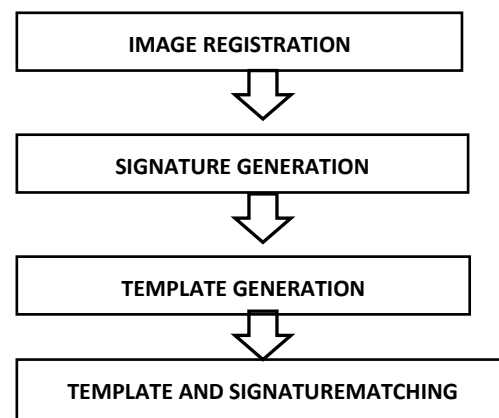 IMAGE REGISTRATION
SIGNATURE GENERATION
TEMPLATE GENERATION
TEMPLATE AND SIGNATUREMATCHING